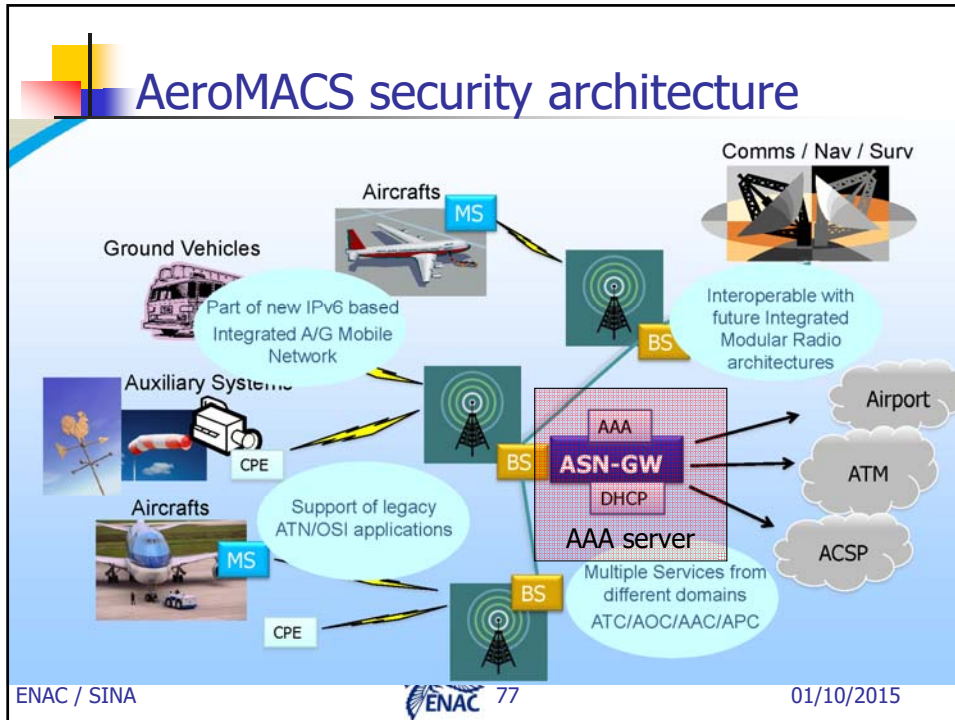 AeroMACS security architecture
Comms / Nav / Surv
Aircrafts
MS
Ground Vehicles
Part of new IPv6 based
Integrated A/G Mobile
Network
BS
Interoperable with
future Integrated
Modular Radio
architectures
Auxiliary Systems
CPE
BS
AAA
ASN-GW
DHCP
AAA server
Airport
ATM
ACSP
Support of legacy
ATN/OSI applications
Aircrafts
MS
CPE
BS
Multiple Services from
different domains
ATC/AOC/AAC/APC
ENAC / SINA
ENAC
77
01/10/2015